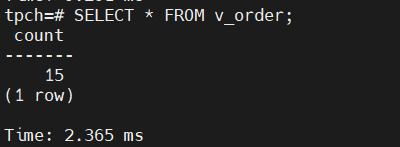 tpch=# SELECT * FROM v_order;
count
-------
15
(1 row)
Time: 2.365 ms